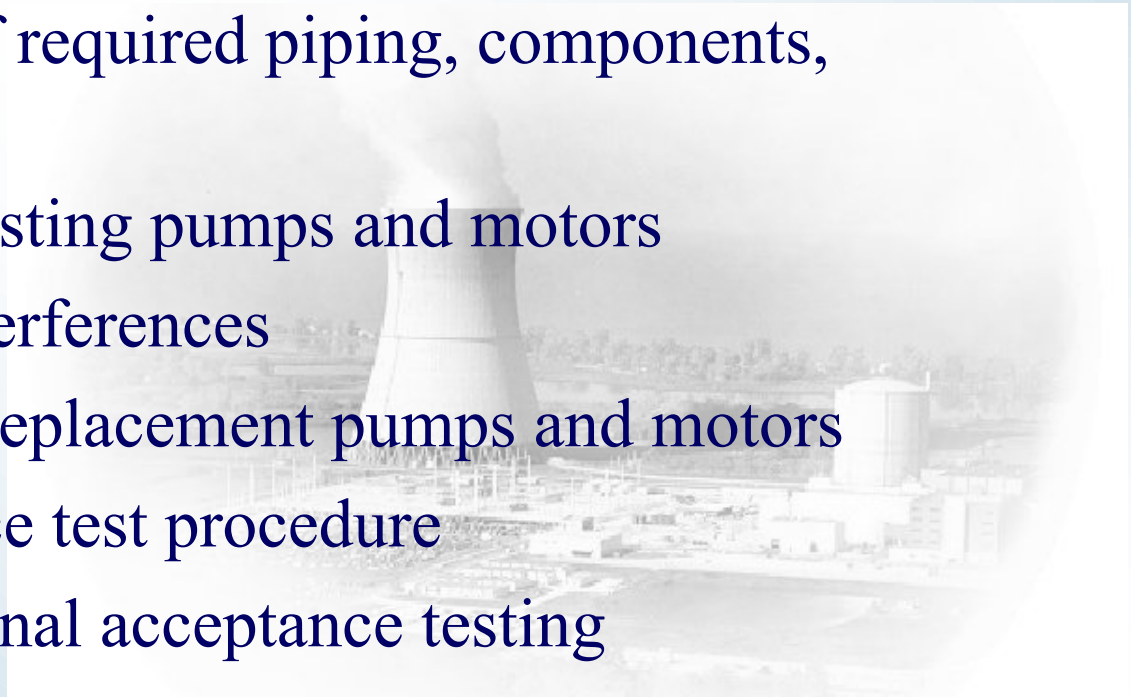 required piping, components,
sting pumps and motors
erferences
eplacement pumps and motors
e test procedure
nal acceptance testing